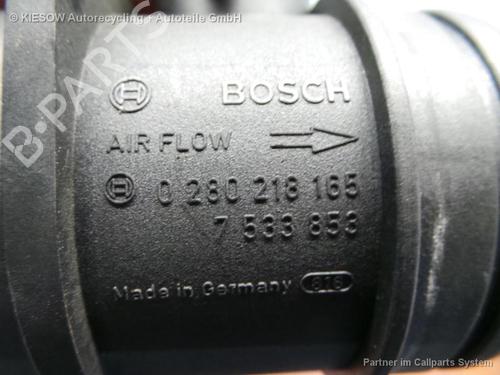 KIESOW Autorecycling + Autoteile GmbH
B-PARTS
BOSCH
AIR FLOW
0 280 218 165
7 533 853
Made in Germany 816
Partner im Callparts System